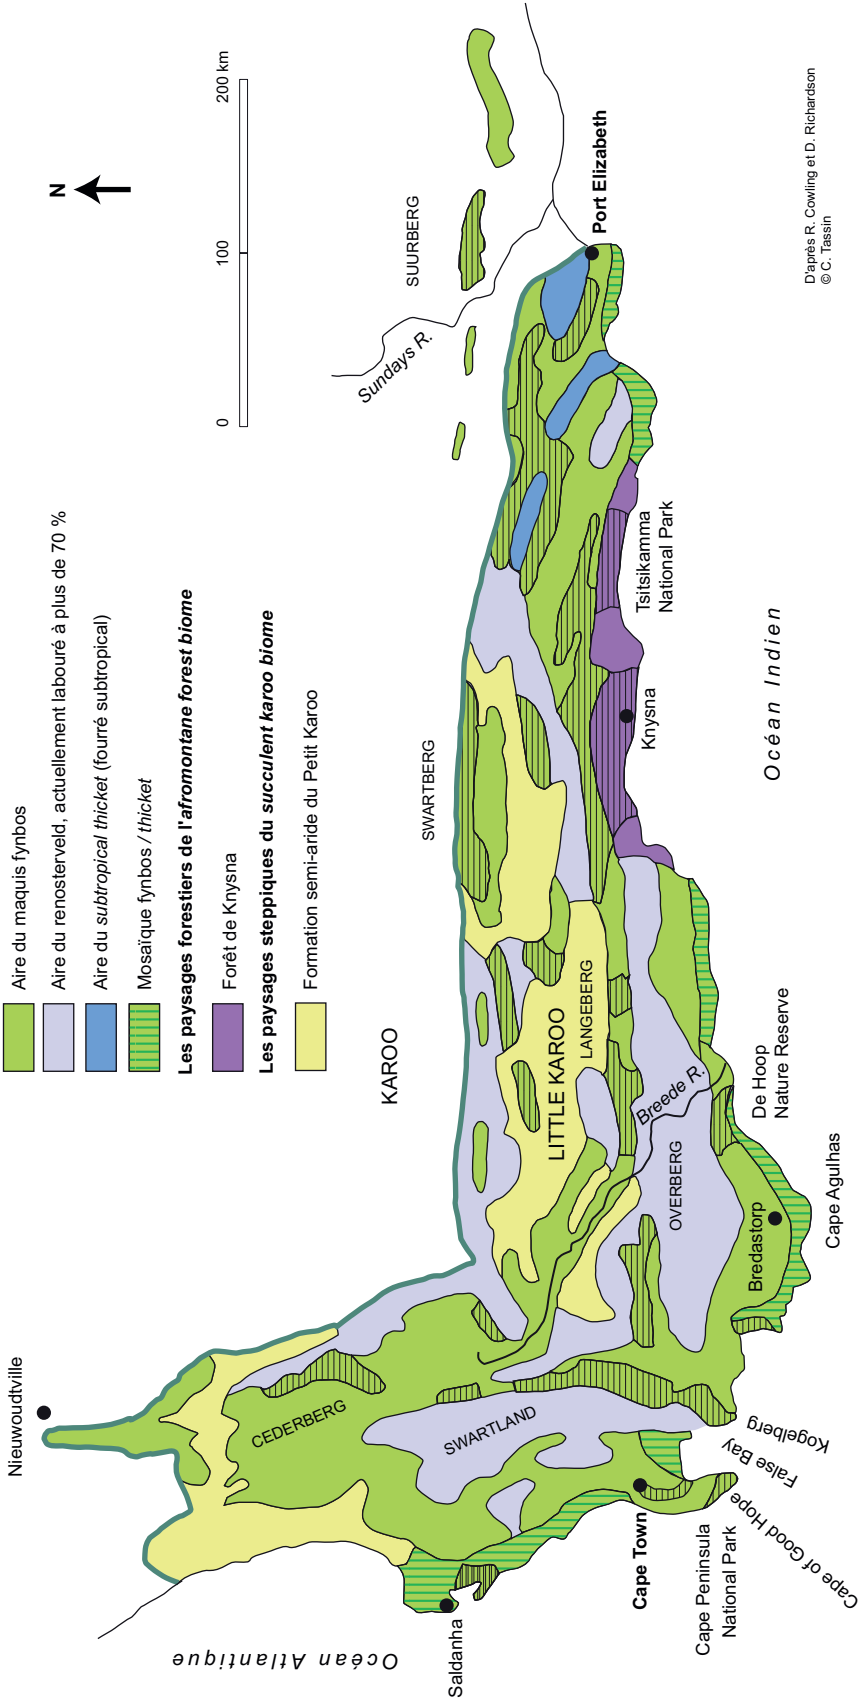 Aire du maquis fynbos
Aire du renosterveld, actuellement labouré à plus de 70 %
Aire du subtropical thicket (fourré subtropical)
Mosaïque fynbos / thicket
Les paysages forestiers de l'afromontane forest biome
Forêt de Knysna
Les paysages steppiques du succulent karoo biome
Formation semi-aride du Petit Karoo
N
0
100
200 km
Nieuwoudtville
KAROO
SWARTBERG
SUURBERG
Sundays R.
CEDERBERG
SWARTLAND
LITTLE KAROO
LANGEBERG
Breede R.
OVERBERG
Port Elizabeth
Océan Atlantique
Saldanha
Cape Town
Cape Peninsula
National Park
Cape of Good Hope
False Bay
Kogelberg
Bredastorp
Cape Agulhas
De Hoop
Nature Reserve
Knysna
Tsitsikamma
National Park
Océan Indien
D'après R. Cowling et D. Richardson
© C. Tassin